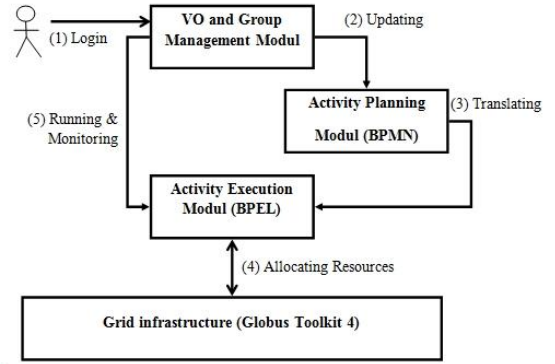 VO and Group
Management Modul
(1) Login
(2) Updating
Activity Planning
Modul (BPMN)
(3) Translating
(5) Running &
Monitoring
Activity Execution
Modul (BPEL)
(4) Allocating Resources
Grid infrastructure (Globus Toolkit 4)